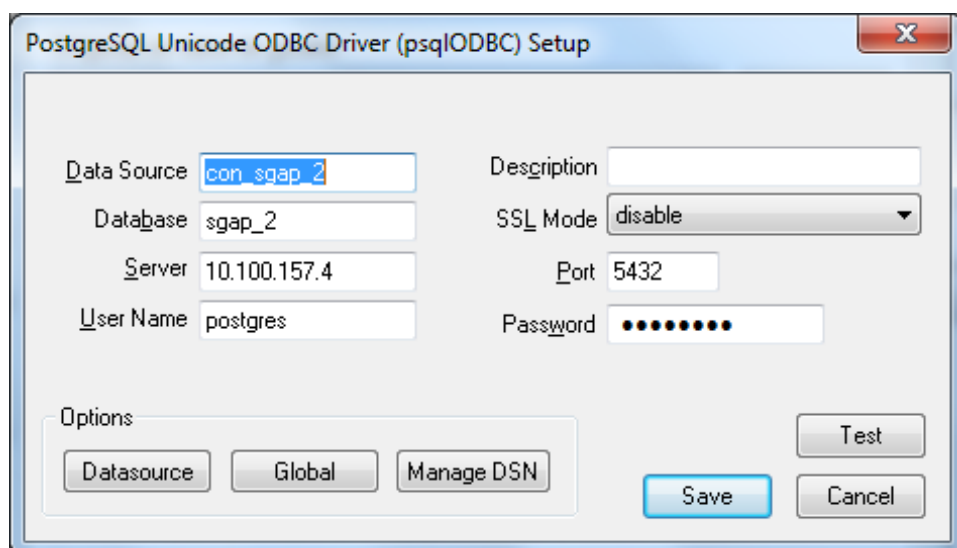 PostgreSQL Unicode ODBC Driver (psqlODBC) Setup
Data Source con_sgap_2 Description
Database sgap_2 SSL Mode disable
Server 10.100.157.4 Port 5432
User Name postgres Password ●●●●●●●●
Options
Test
Datasource Global Manage DSN
Save Cancel